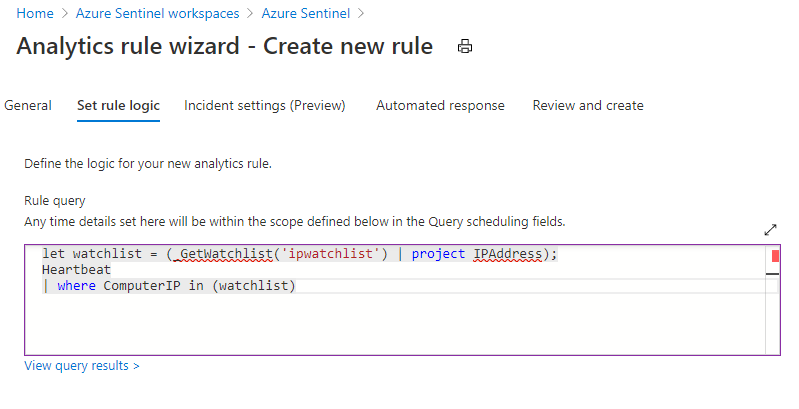 Home > Azure Sentinel workspaces > Azure Sentinel >
Analytics rule wizard - Create new rule
General Set rule logic Incident settings (Preview) Automated response Review and create
Define the logic for your new analytics rule.
Rule query
Any time details set here will be within the scope defined below in the Query scheduling fields.
let watchlist = (_GetWatchlist('ipwatchlist') | project IPAddress);
Heartbeat
| where ComputerIP in (watchlist)
View query results >